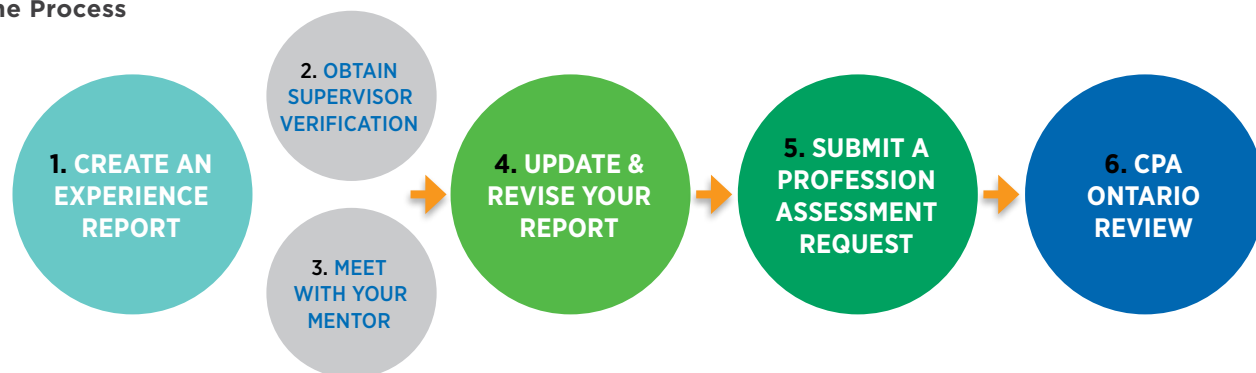 ne Process
1. CREATE AN
EXPERIENCE
REPORT
2. OBTAIN
SUPERVISOR
VERIFICATION
3. MEET
WITH YOUR
MENTOR
4. UPDATE &
REVISE YOUR
REPORT
5. SUBMIT A
PROFESSION
ASSESSMENT
REQUEST
6. CPA
ONTARIO
REVIEW